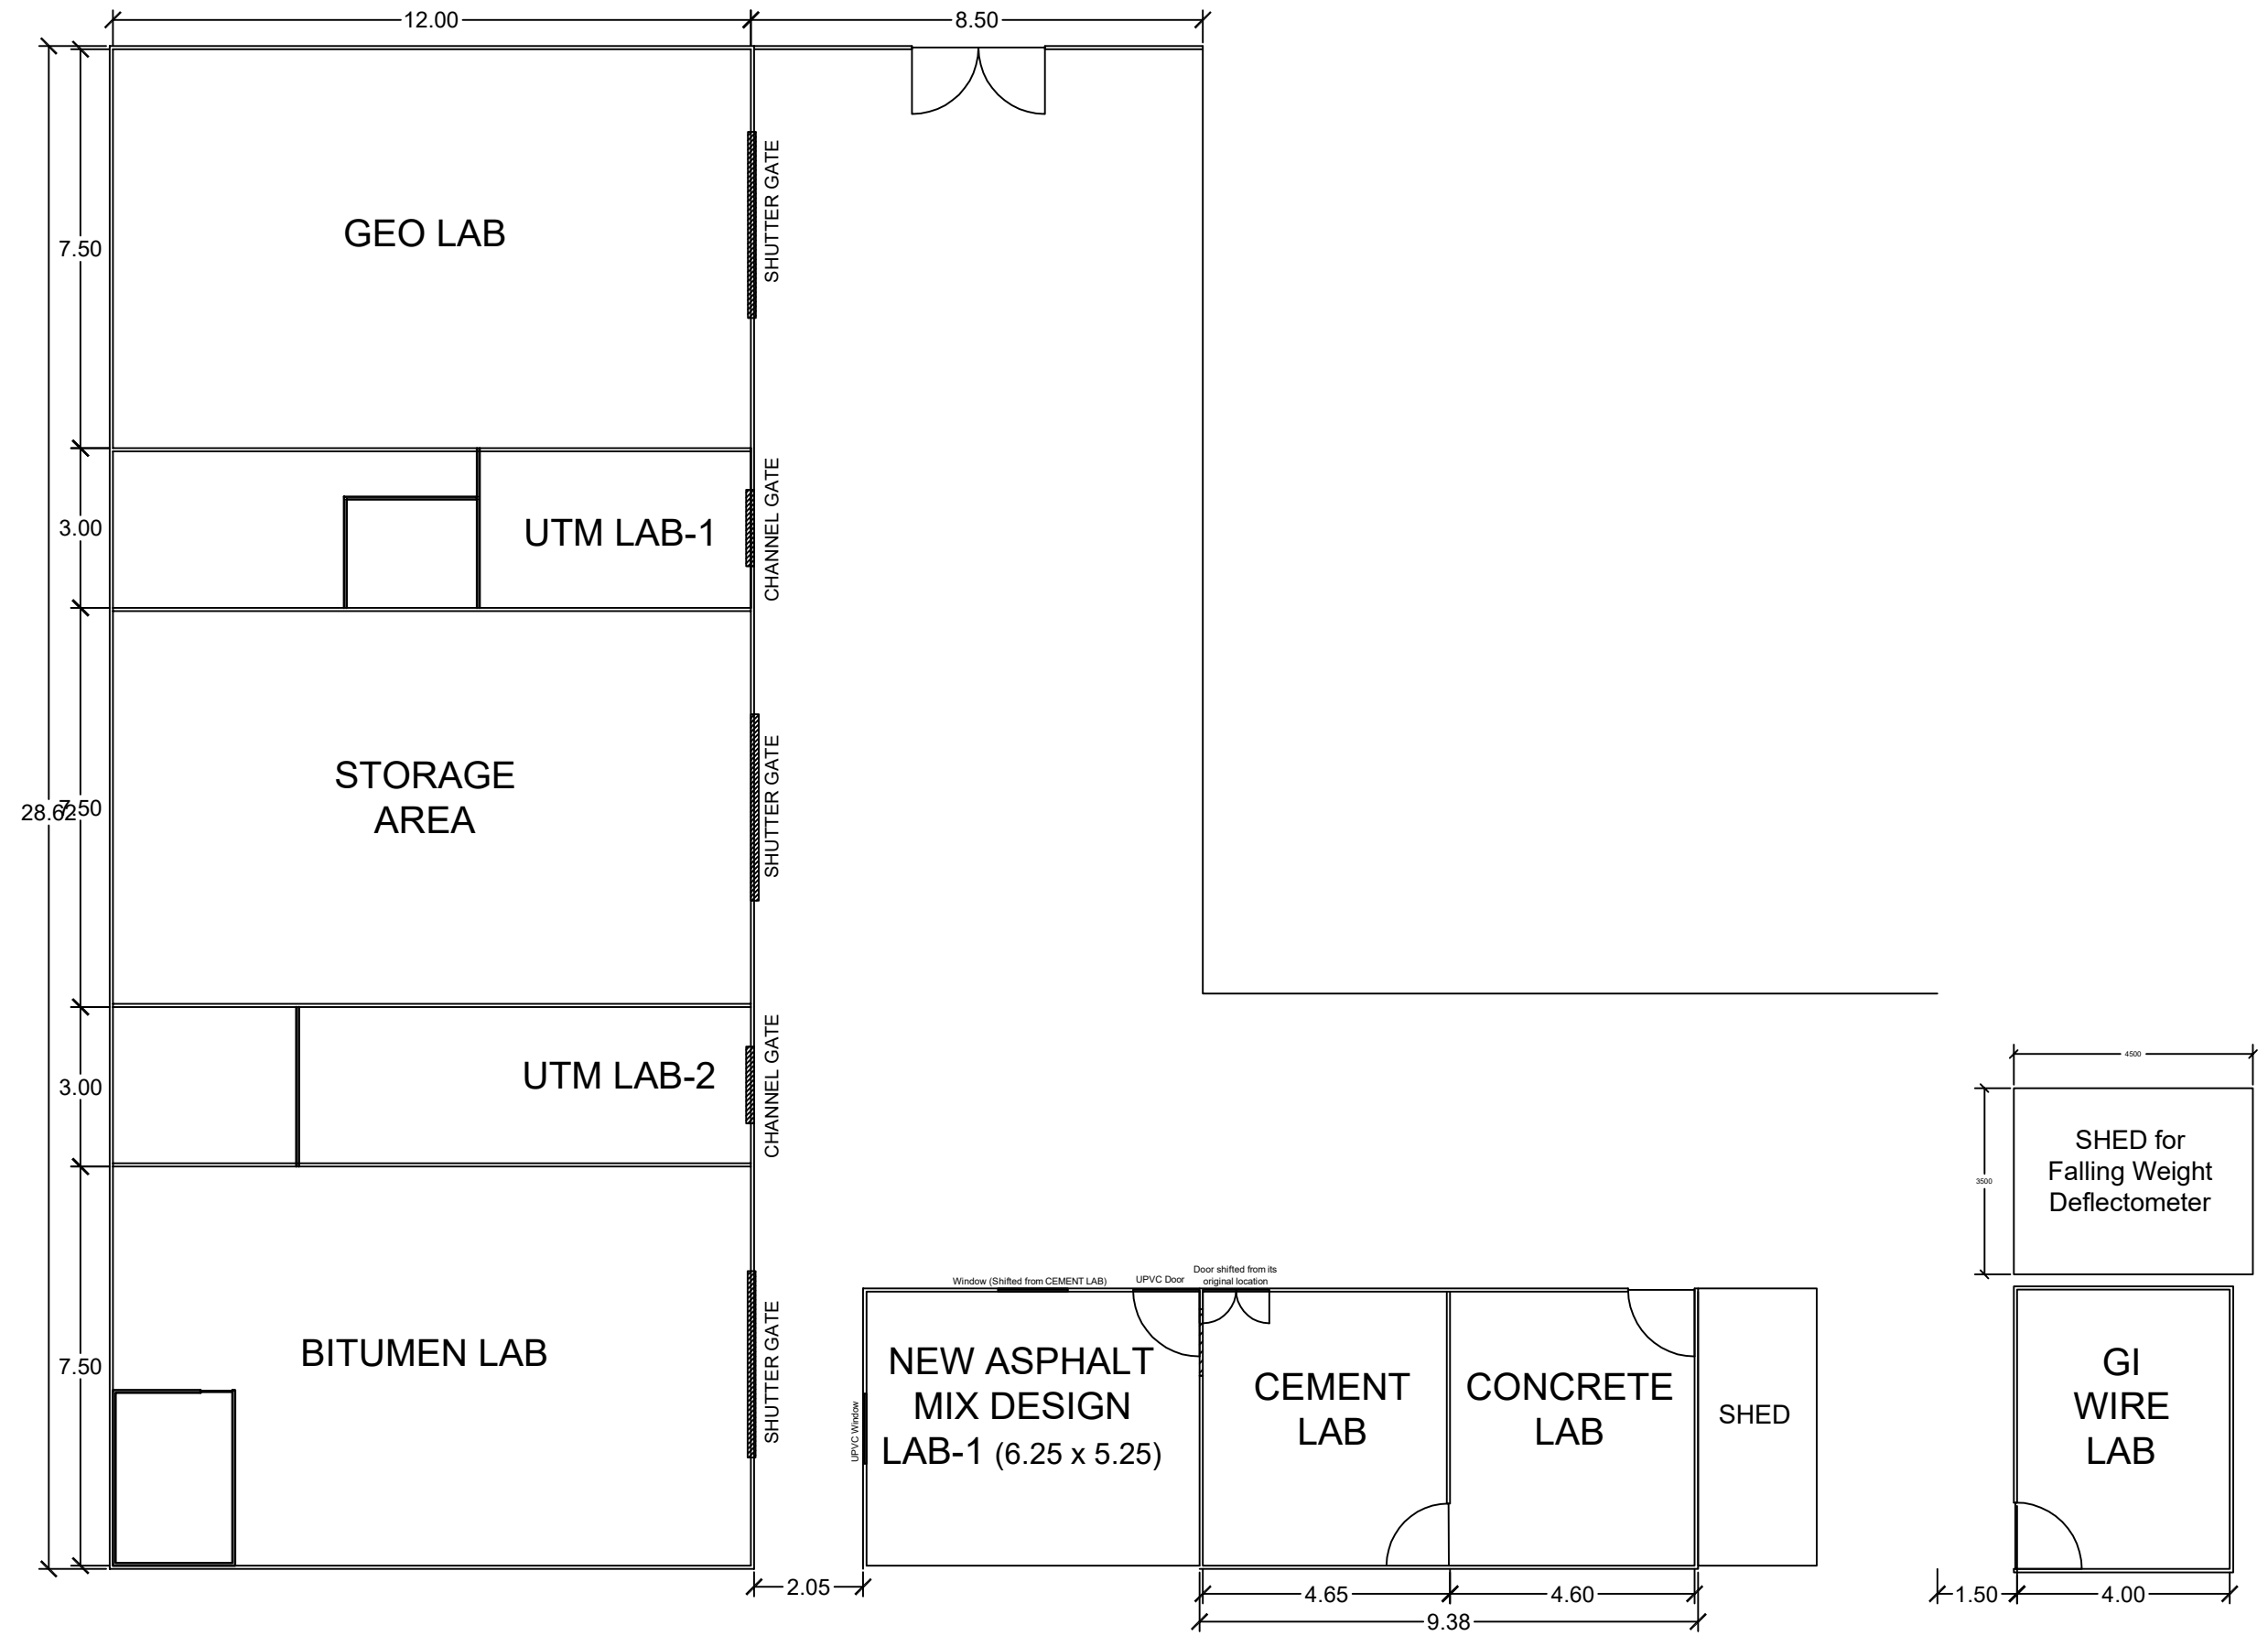 12.00
8.50
SHUTTER GATE
GEO LAB
7.50
CHANNEL GATE
3.00
UTM LAB-1
SHUTTER GATE
STORAGE
AREA
28.62
7.50
CHANNEL GATE
UTM LAB-2
3.00
4500
SHED for
Falling Weight
Deflectometer
3500
Window (Shifted from CEMENT LAB)
UPVC Door
Door shifted from its
original location
SHUTTER GATE
BITUMEN LAB
7.50
UPVC Window
NEW ASPHALT
MIX DESIGN
LAB-1 (6.25 x 5.25)
CEMENT
LAB
CONCRETE
LAB
SHED
GI
WIRE
LAB
2.05
4.65
4.60
1.50
4.00
9.38